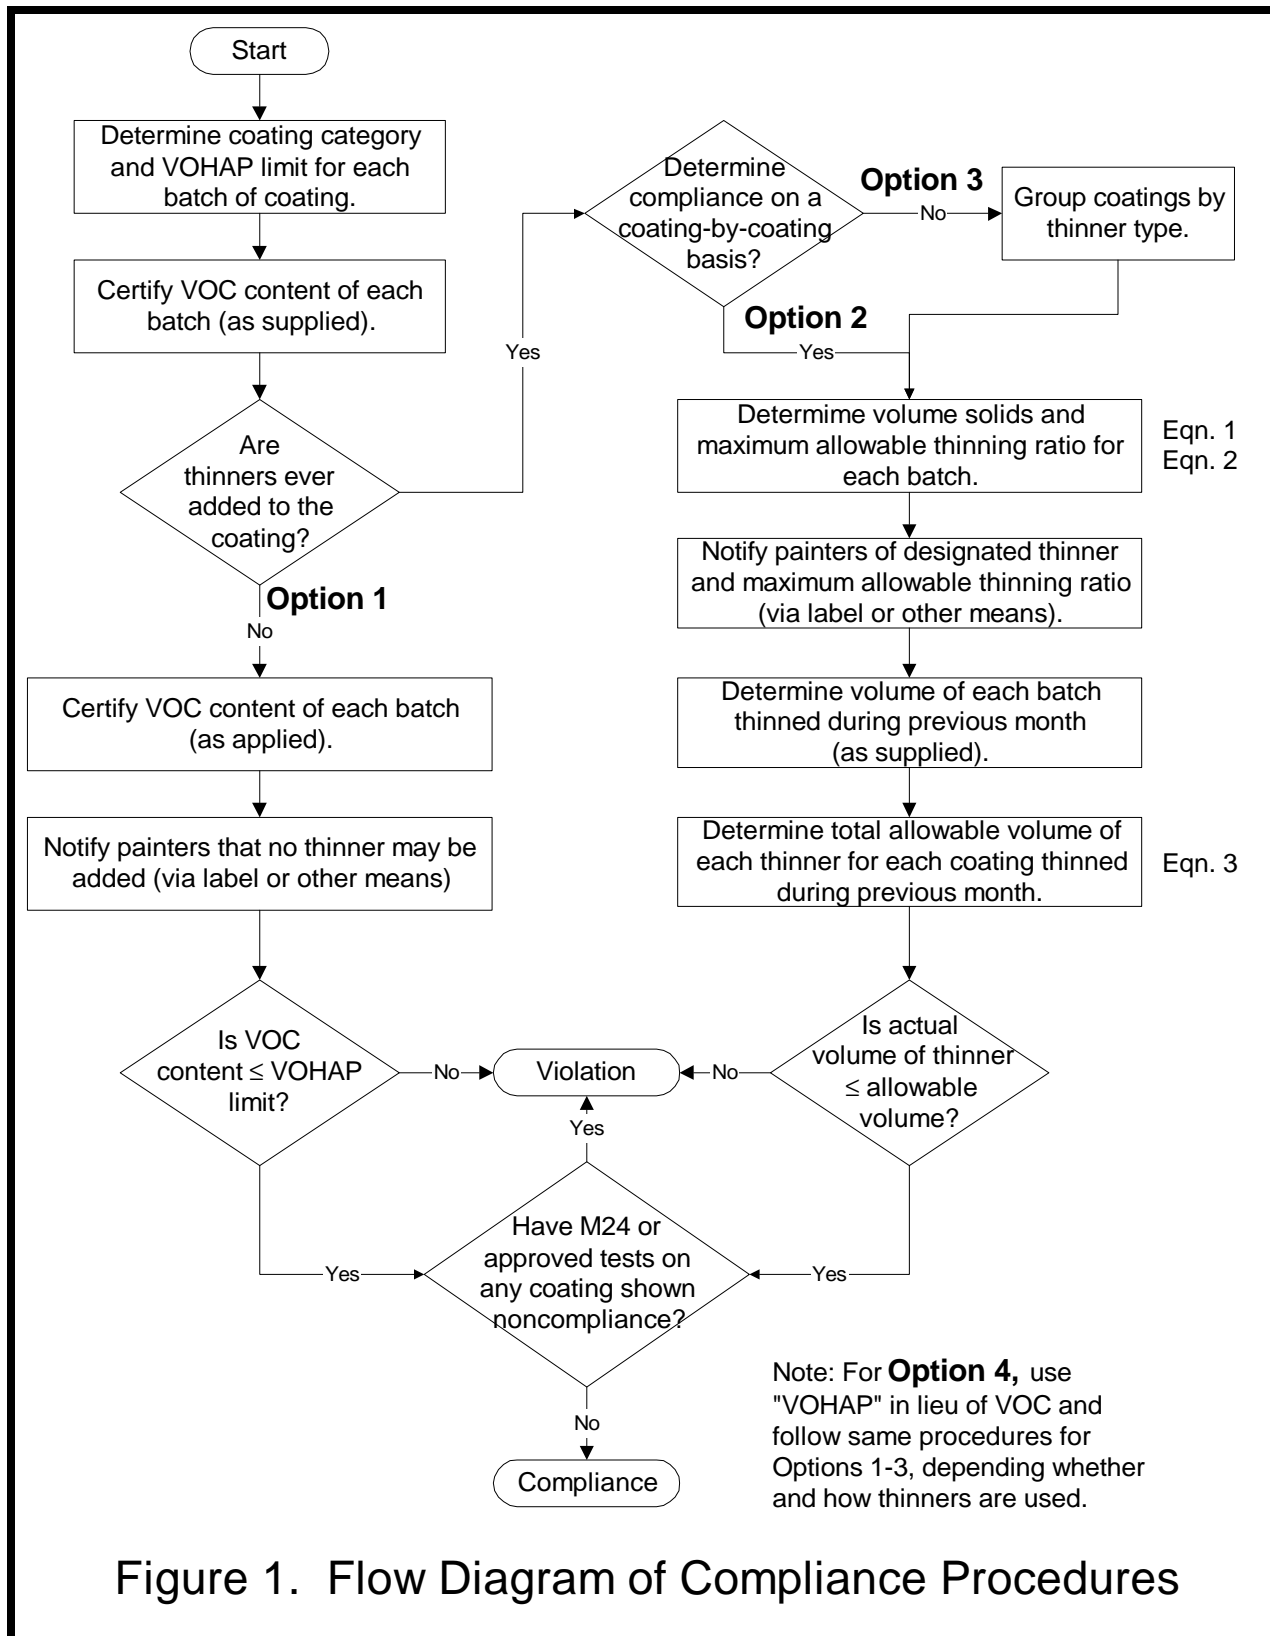 Start
Determine coating category
and VOHAP limit for each
batch of coating.
Certify VOC content of each
batch (as supplied).
Are
thinners ever
added to the
coating?
Option 1
No
Certify VOC content of each batch
(as applied).
Notify painters that no thinner may be
added (via label or other means)
Is VOC
content ≤ VOHAP
limit?
No
Yes
Yes
Determine
compliance on a
coating-by-coating
basis?
Option 3
No
Group coatings by
thinner type.
Option 2
Yes
Determime volume solids and
maximum allowable thinning ratio for
each batch.
Eqn. 1
Eqn. 2
Notify painters of designated thinner
and maximum allowable thinning ratio
(via label or other means).
Determine volume of each batch
thinned during previous month
(as supplied).
Determine total allowable volume of
each thinner for each coating thinned
during previous month.
Eqn. 3
Is actual
volume of thinner
≤ allowable
volume?
No
Yes
Violation
Yes
Have M24 or
approved tests on
any coating shown
noncompliance?
No
Compliance
Note: For Option 4, use
"VOHAP" in lieu of VOC and
follow same procedures for
Options 1-3, depending whether
and how thinners are used.
Figure 1. Flow Diagram of Compliance Procedures